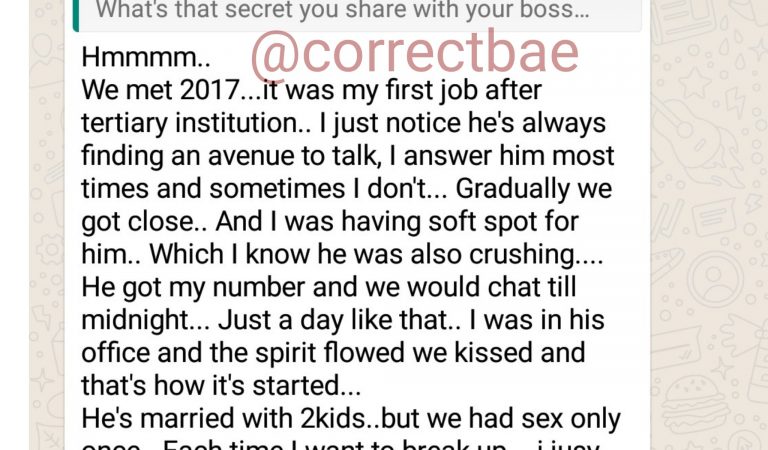 What's that secret you share with your boss...
Hmmmm..
@correctbae
We met 2017...it was my first job after
tertiary institution.. I just notice he's always
finding an avenue to talk, I answer him most
times and sometimes I don't... Gradually we
got close.. And I was having soft spot for
him.. Which I know he was also crushing....
He got my number and we would chat till
midnight... Just a day like that.. I was in his
office and the spirit flowed we kissed and
that's how it's started...
He's married with 2kids..but we had sex only
once.. Each time I want to break up... i jusy